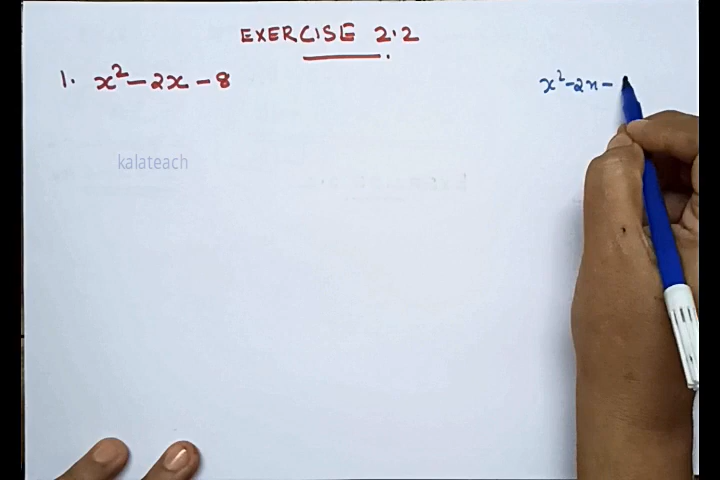 EXERCISE 2.2
1. x² - 2x - 8
x² - 2x -
kalateach